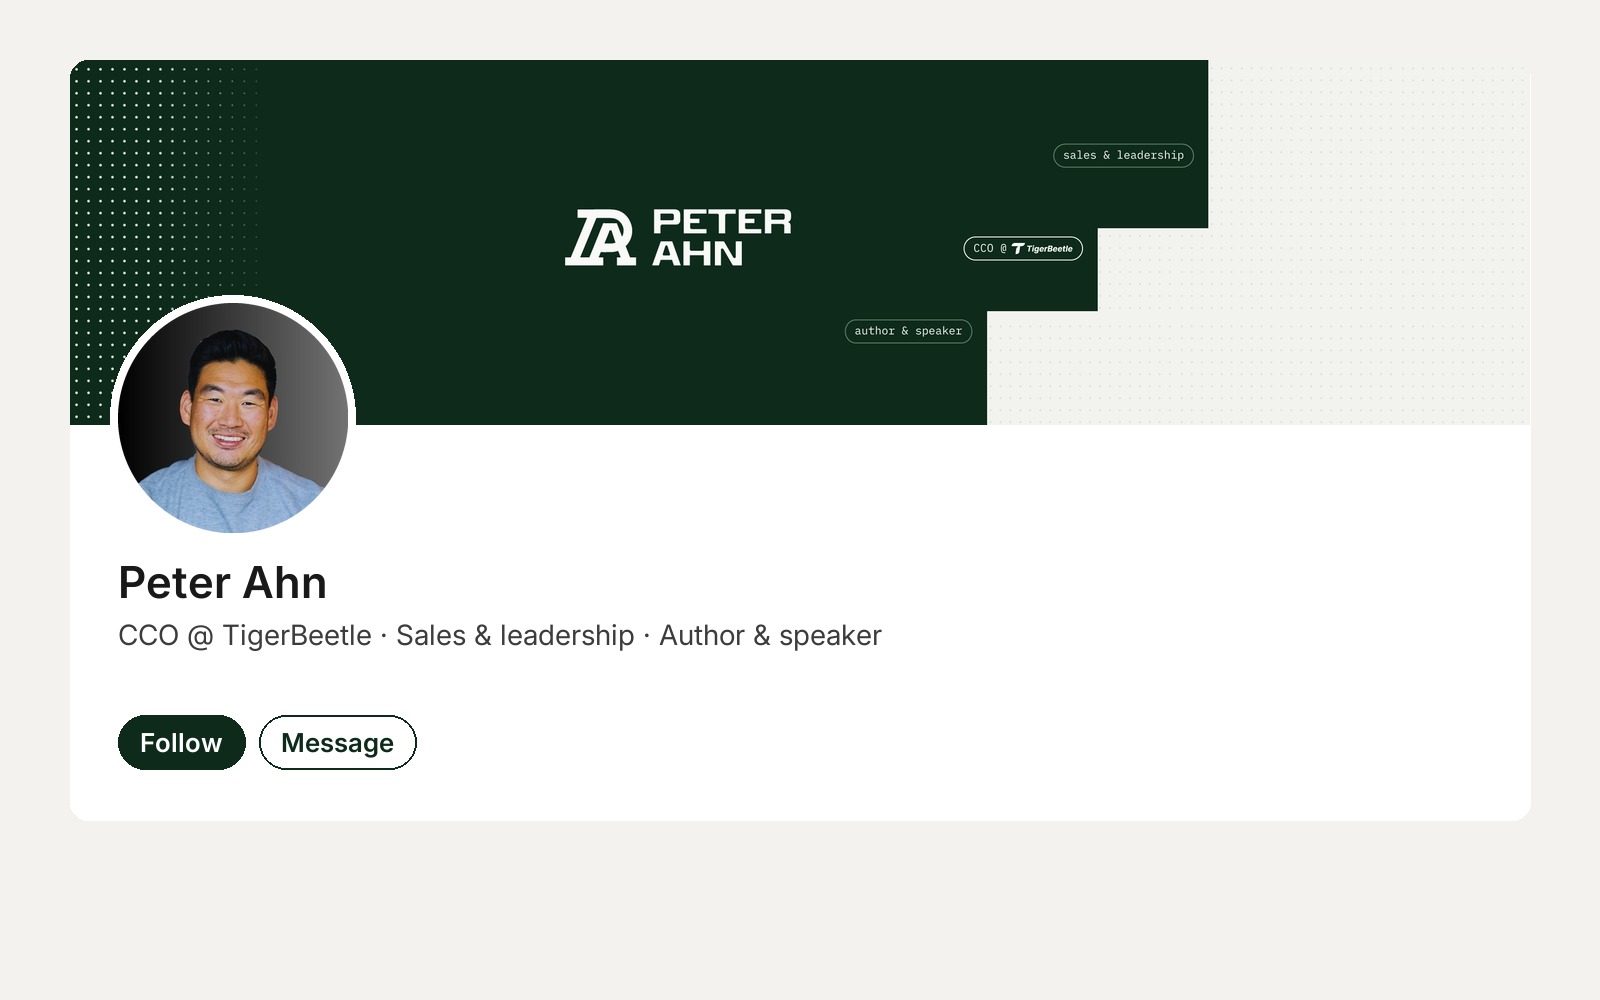 sales & leadership
PETER
AHN
CCO @ TigerBeetle
author & speaker
Peter Ahn
CCO @ TigerBeetle · Sales & leadership · Author & speaker
Follow
Message